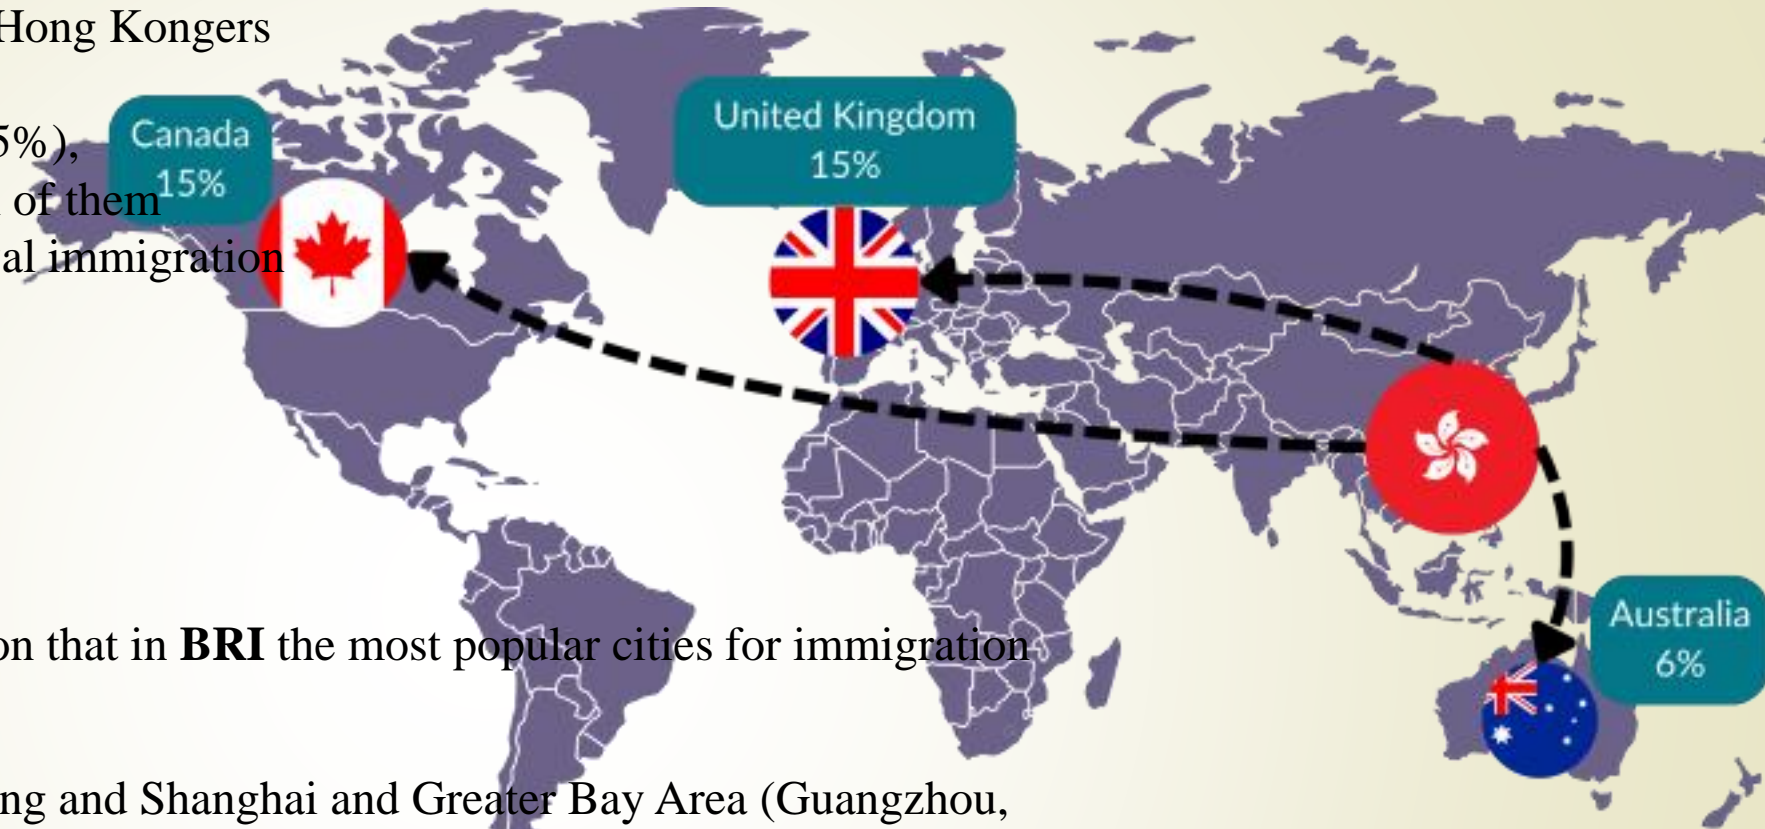 Hong Kongers
United Kingdom
15%
Canada
15%
5%),
of them
al immigration
Australia
6%
on that in BRI the most popular cities for immigration
ng and Shanghai and Greater Bay Area (Guangzhou,